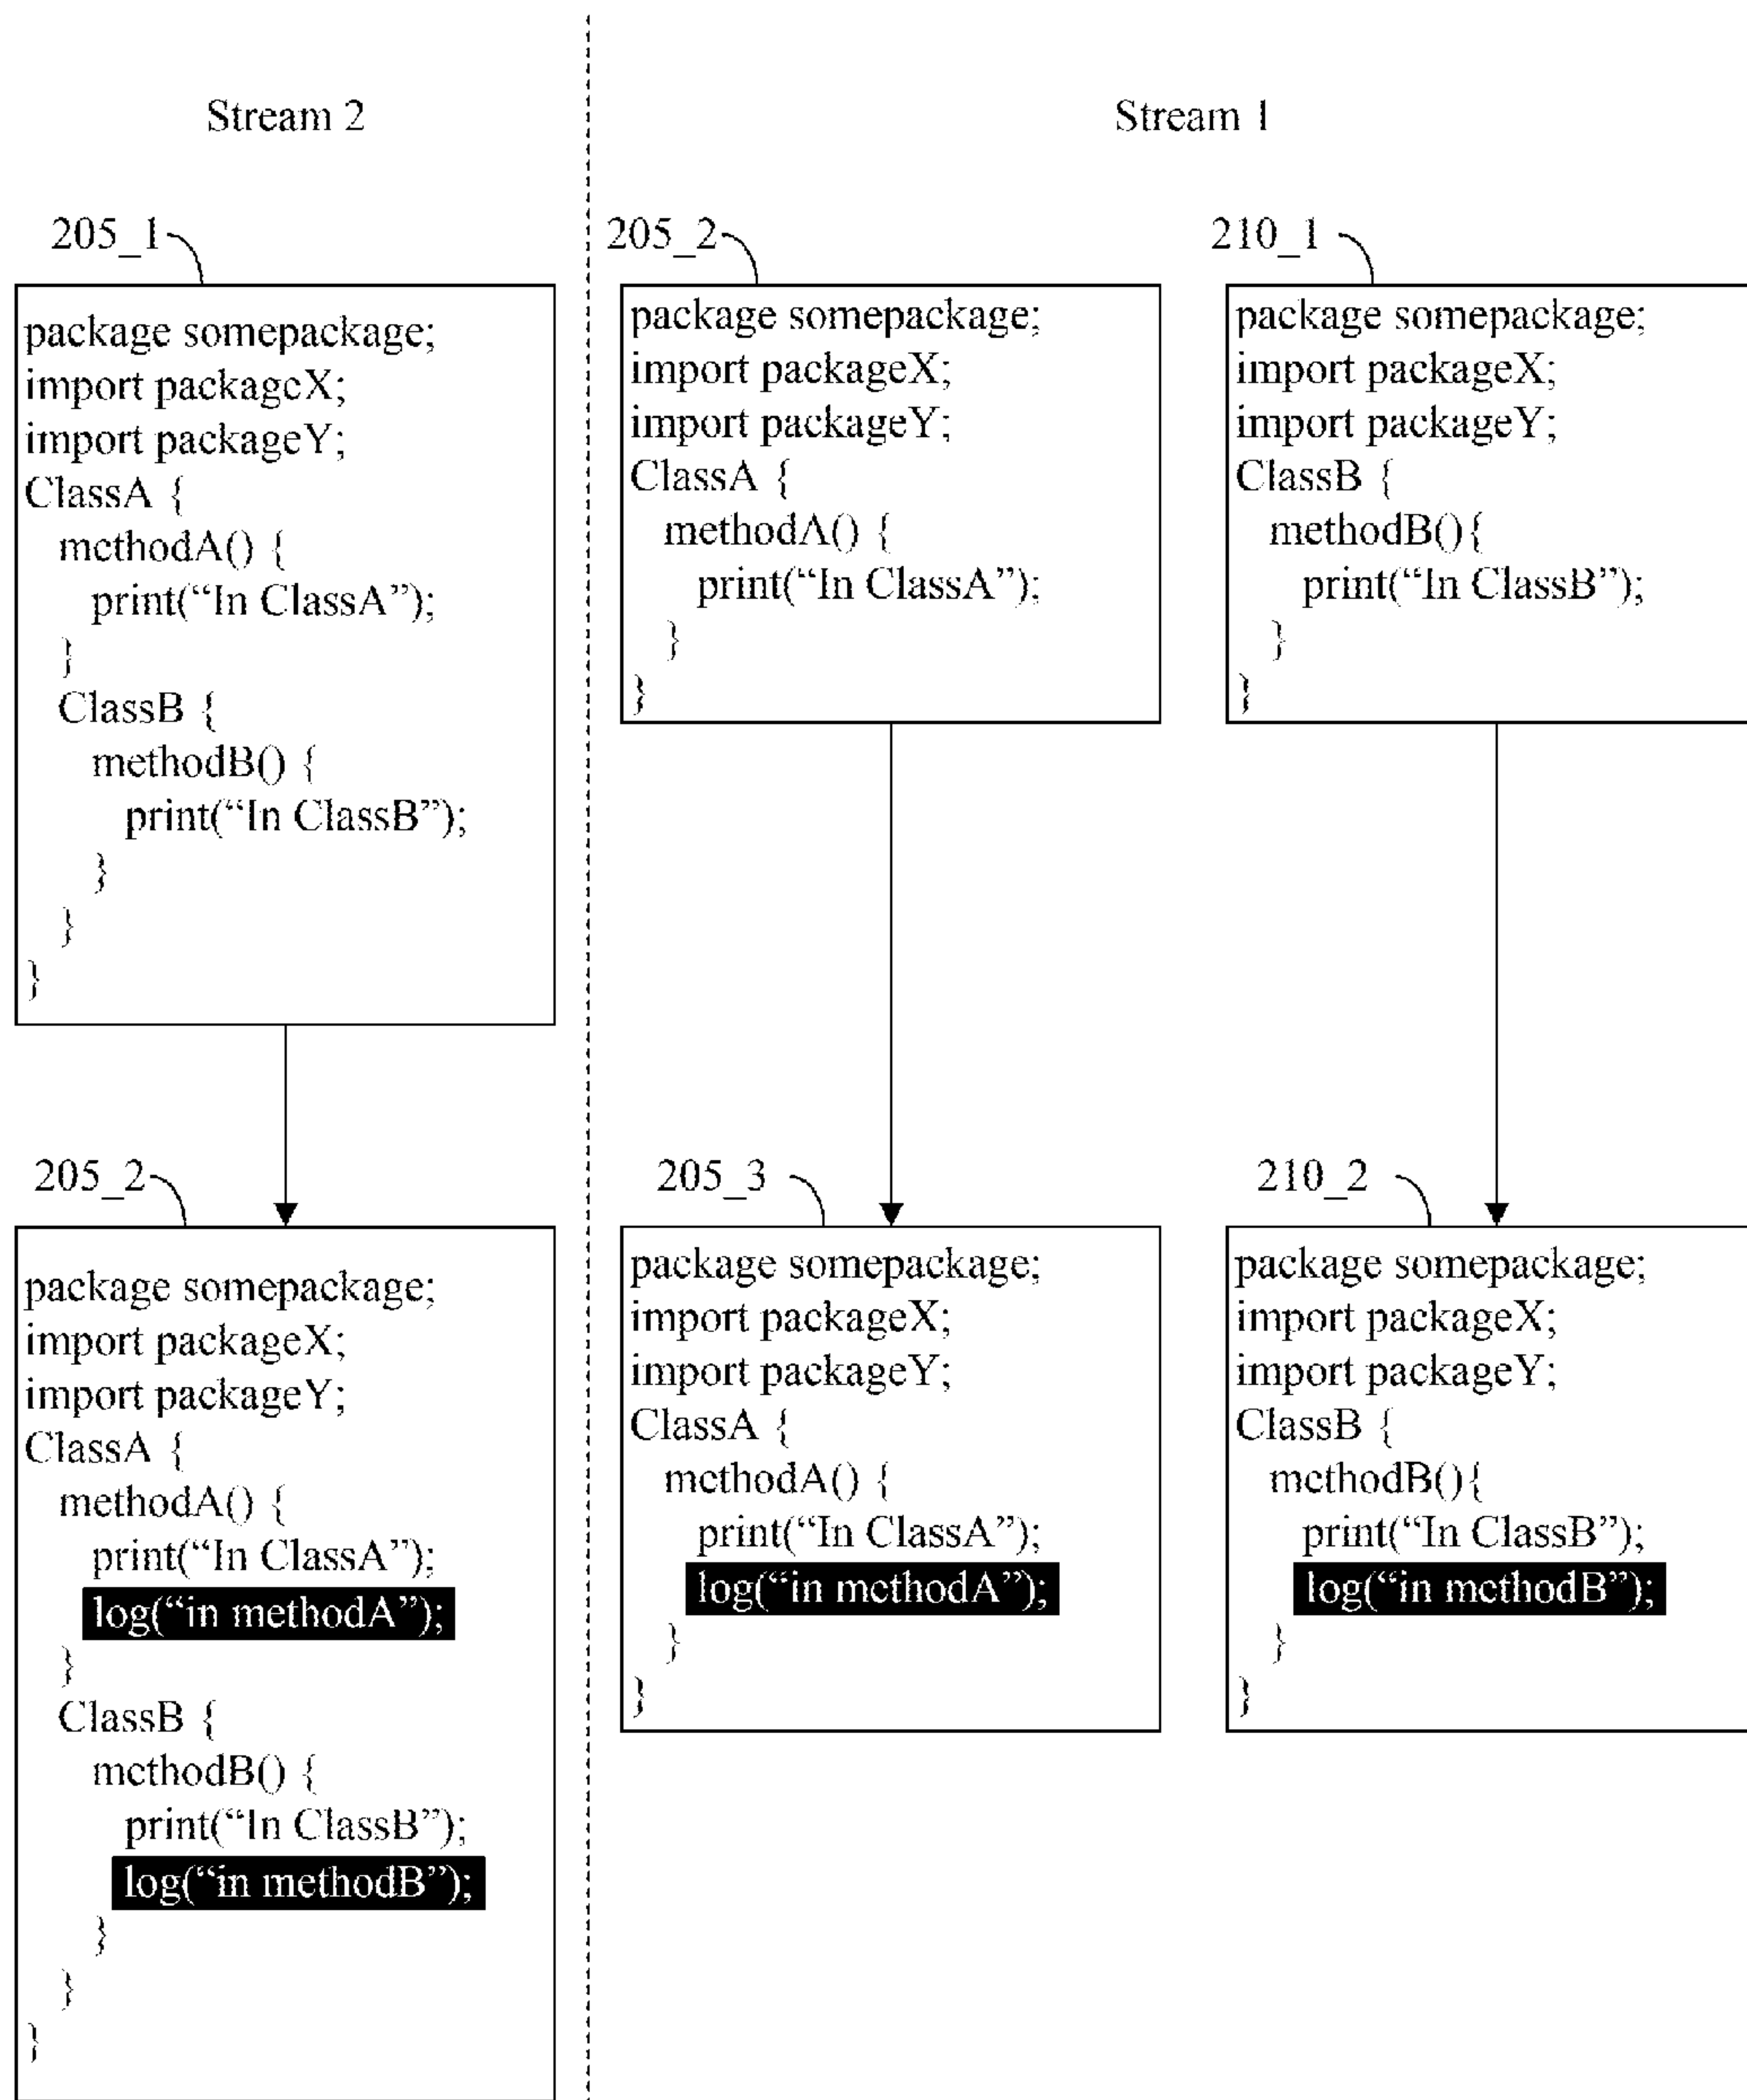 Stream 2
Stream 1
205_1
package somepackage;
import packageX;
import packageY;
ClassA {
methodA() {
print(“In ClassA”);
}
ClassB {
methodB() {
print(“In ClassB”);
}
}
}
205_2
package somepackage;
import packageX;
import packageY;
ClassA {
methodA() {
print(“In ClassA”);
}
}
210_1
package somepackage;
import packageX;
import packageY;
ClassB {
methodB(){
print(“In ClassB”);
}
}
205_2
package somepackage;
import packageX;
import packageY;
ClassA {
methodA() {
print(“In ClassA”);
log(“in methodA”);
}
ClassB {
methodB() {
print(“In ClassB”);
log(“in methodB”);
}
}
}
205_3
package somepackage;
import packageX;
import packageY;
ClassA {
methodA() {
print(“In ClassA”);
log(“in methodA”);
}
}
210_2
package somepackage;
import packageX;
import packageY;
ClassB {
methodB(){
print(“In ClassB”);
log(“in methodB”);
}
}